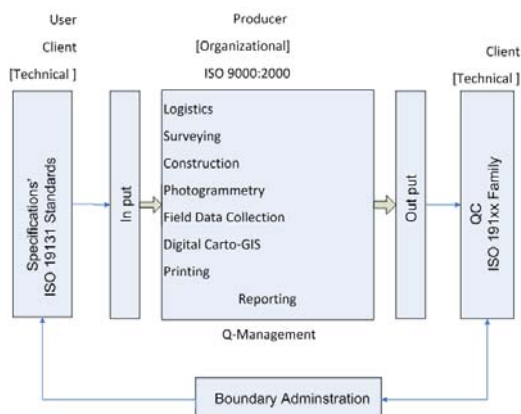 User
Client
[Technical ]
Producer
[Organizational]
ISO 9000:2000
Client
[Technical ]
Specifications'
ISO 19131 Standards
In put
Logistics
Surveying
Construction
Photogrammetry
Field Data Collection
Digital Carto-GIS
Printing
Reporting
Out put
QC
ISO 191xx Family
Q-Management
Boundary Adminstration